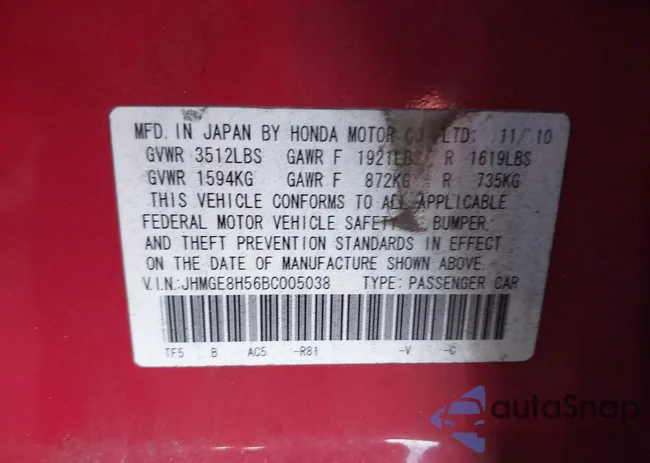 MFD. IN JAPAN BY HONDA MOTOR CO., LTD. 11/10
GVWR 3512LBS GAWR F 1921LBS R 1619LBS
GVWR 1594KG GAWR F 872KG R 735KG
THIS VEHICLE CONFORMS TO ALL APPLICABLE
FEDERAL MOTOR VEHICLE SAFETY, BUMPER,
AND THEFT PREVENTION STANDARDS IN EFFECT
ON THE DATE OF MANUFACTURE SHOWN ABOVE.
V.I.N.:JHMGE8H56BC005038 TYPE: PASSENGER CAR
TF5 B AC5 -R81 -V -C
autoSnap